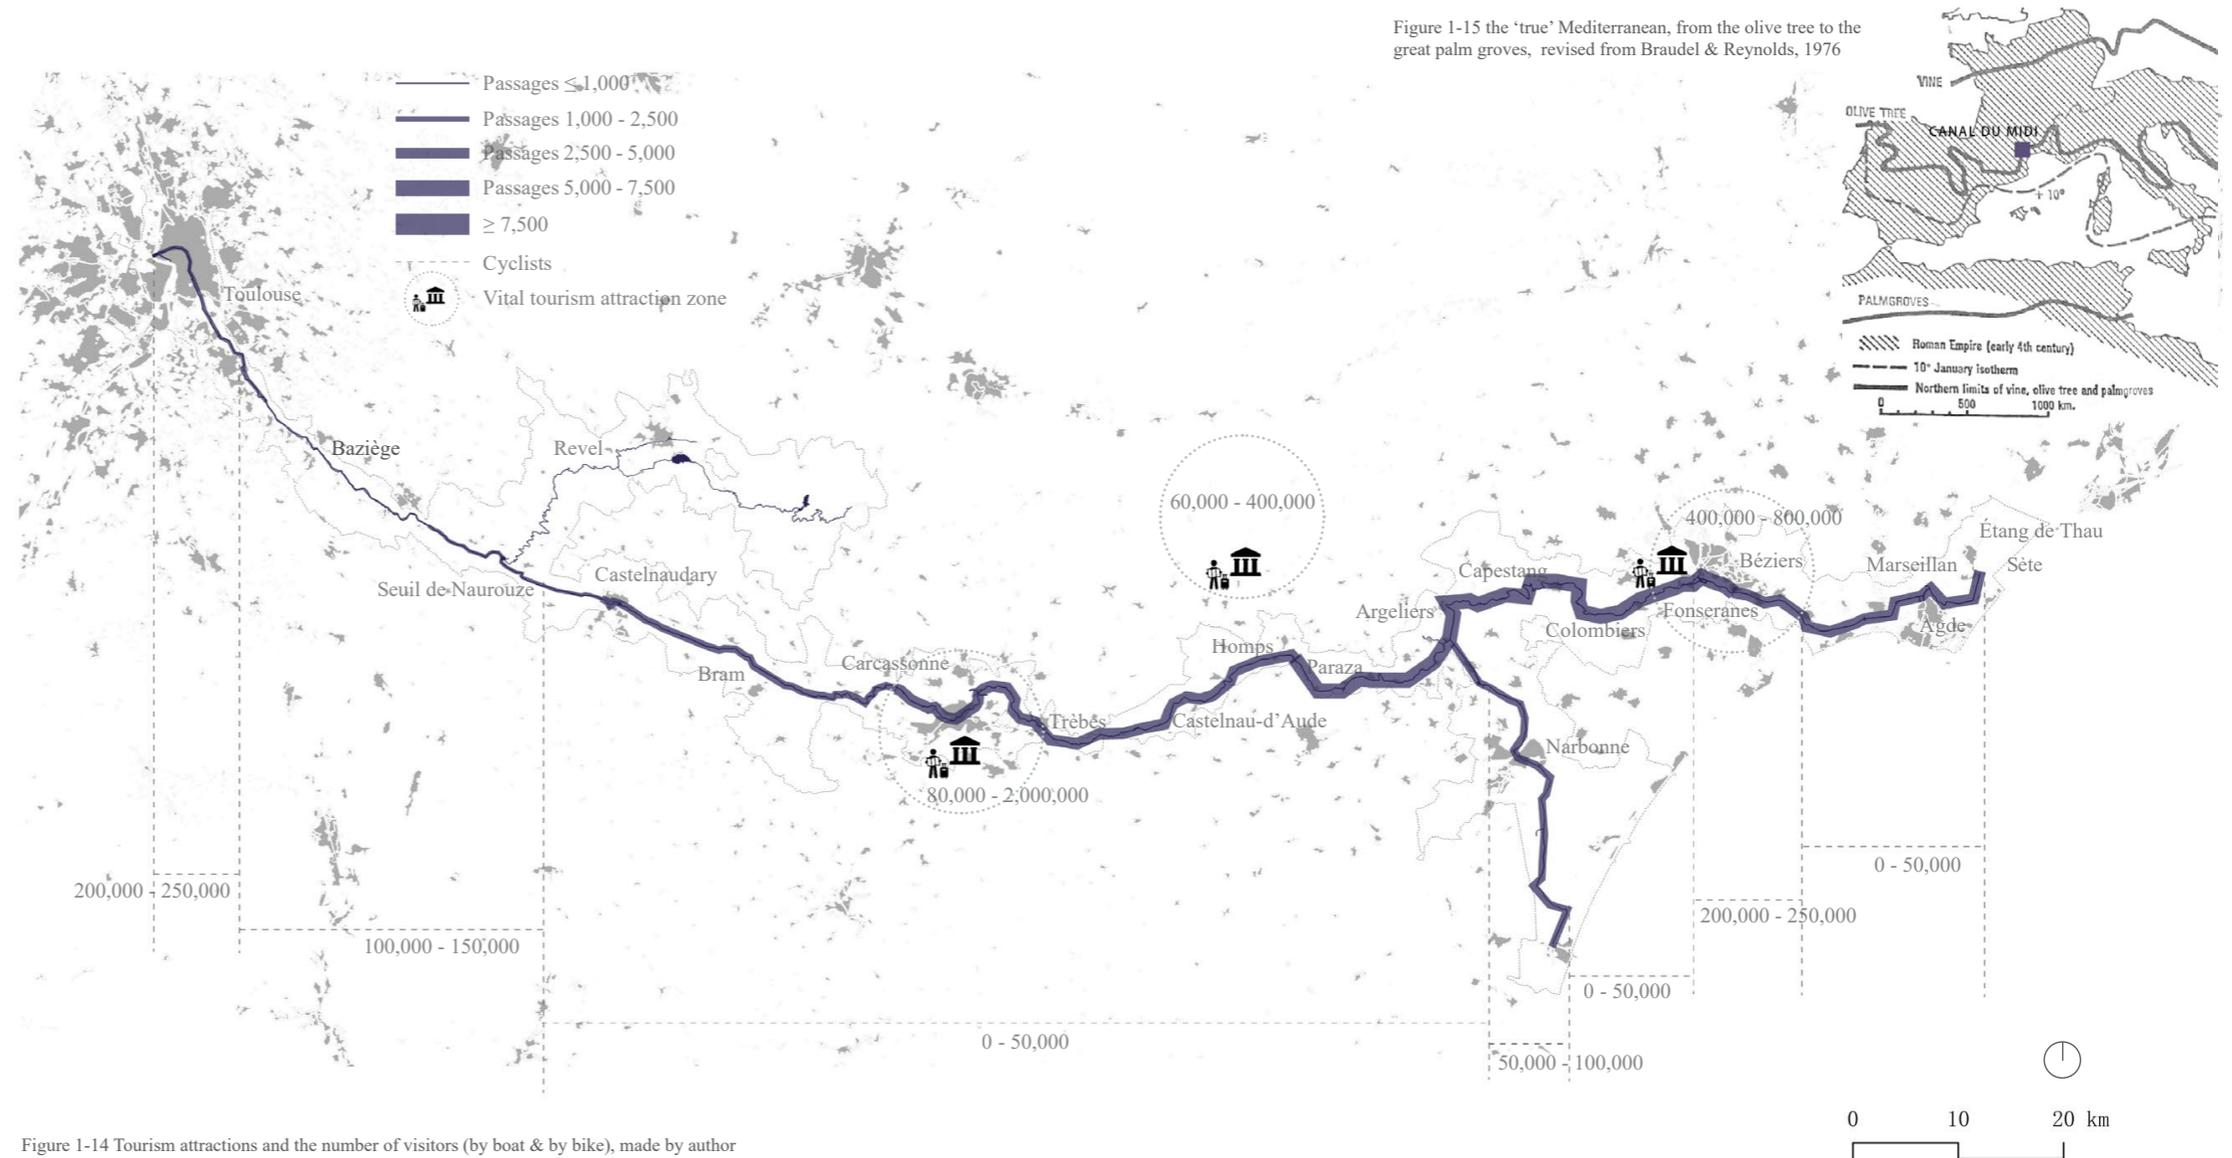 Figure 1-15 the ‘true’ Mediterranean, from the olive tree to the
great palm groves, revised from Braudel & Reynolds, 1976
VINE
OLIVE TREE
CANAL DU MIDI
+ 10°
PALMGROVES
Roman Empire (early 4th century)
10° January isotherm
Northern limits of vine, olive tree and palmgroves
0 500 1000 km.
Passages ≤ 1,000
Passages 1,000 - 2,500
Passages 2,500 - 5,000
Passages 5,000 - 7,500
≥ 7,500
Cyclists
Vital tourism attraction zone
Toulouse
Baziège
Revel
Seuil de Naurouze
Castelnaudary
Bram
Carcassonne
80,000 - 2,000,000
Trèbes
60,000 - 400,000
Castelnau-d’Aude
Homps
Paraza
Argeliers
Capestang
Colombiers
400,000 - 800,000
Béziers
Fonseranes
Marseillan
Étang de Thau
Sète
Agde
Narbonne
200,000 - 250,000
100,000 - 150,000
0 - 50,000
50,000 - 100,000
0 - 50,000
200,000 - 250,000
0 - 50,000
0 10 20 km
Figure 1-14 Tourism attractions and the number of visitors (by boat & by bike), made by author